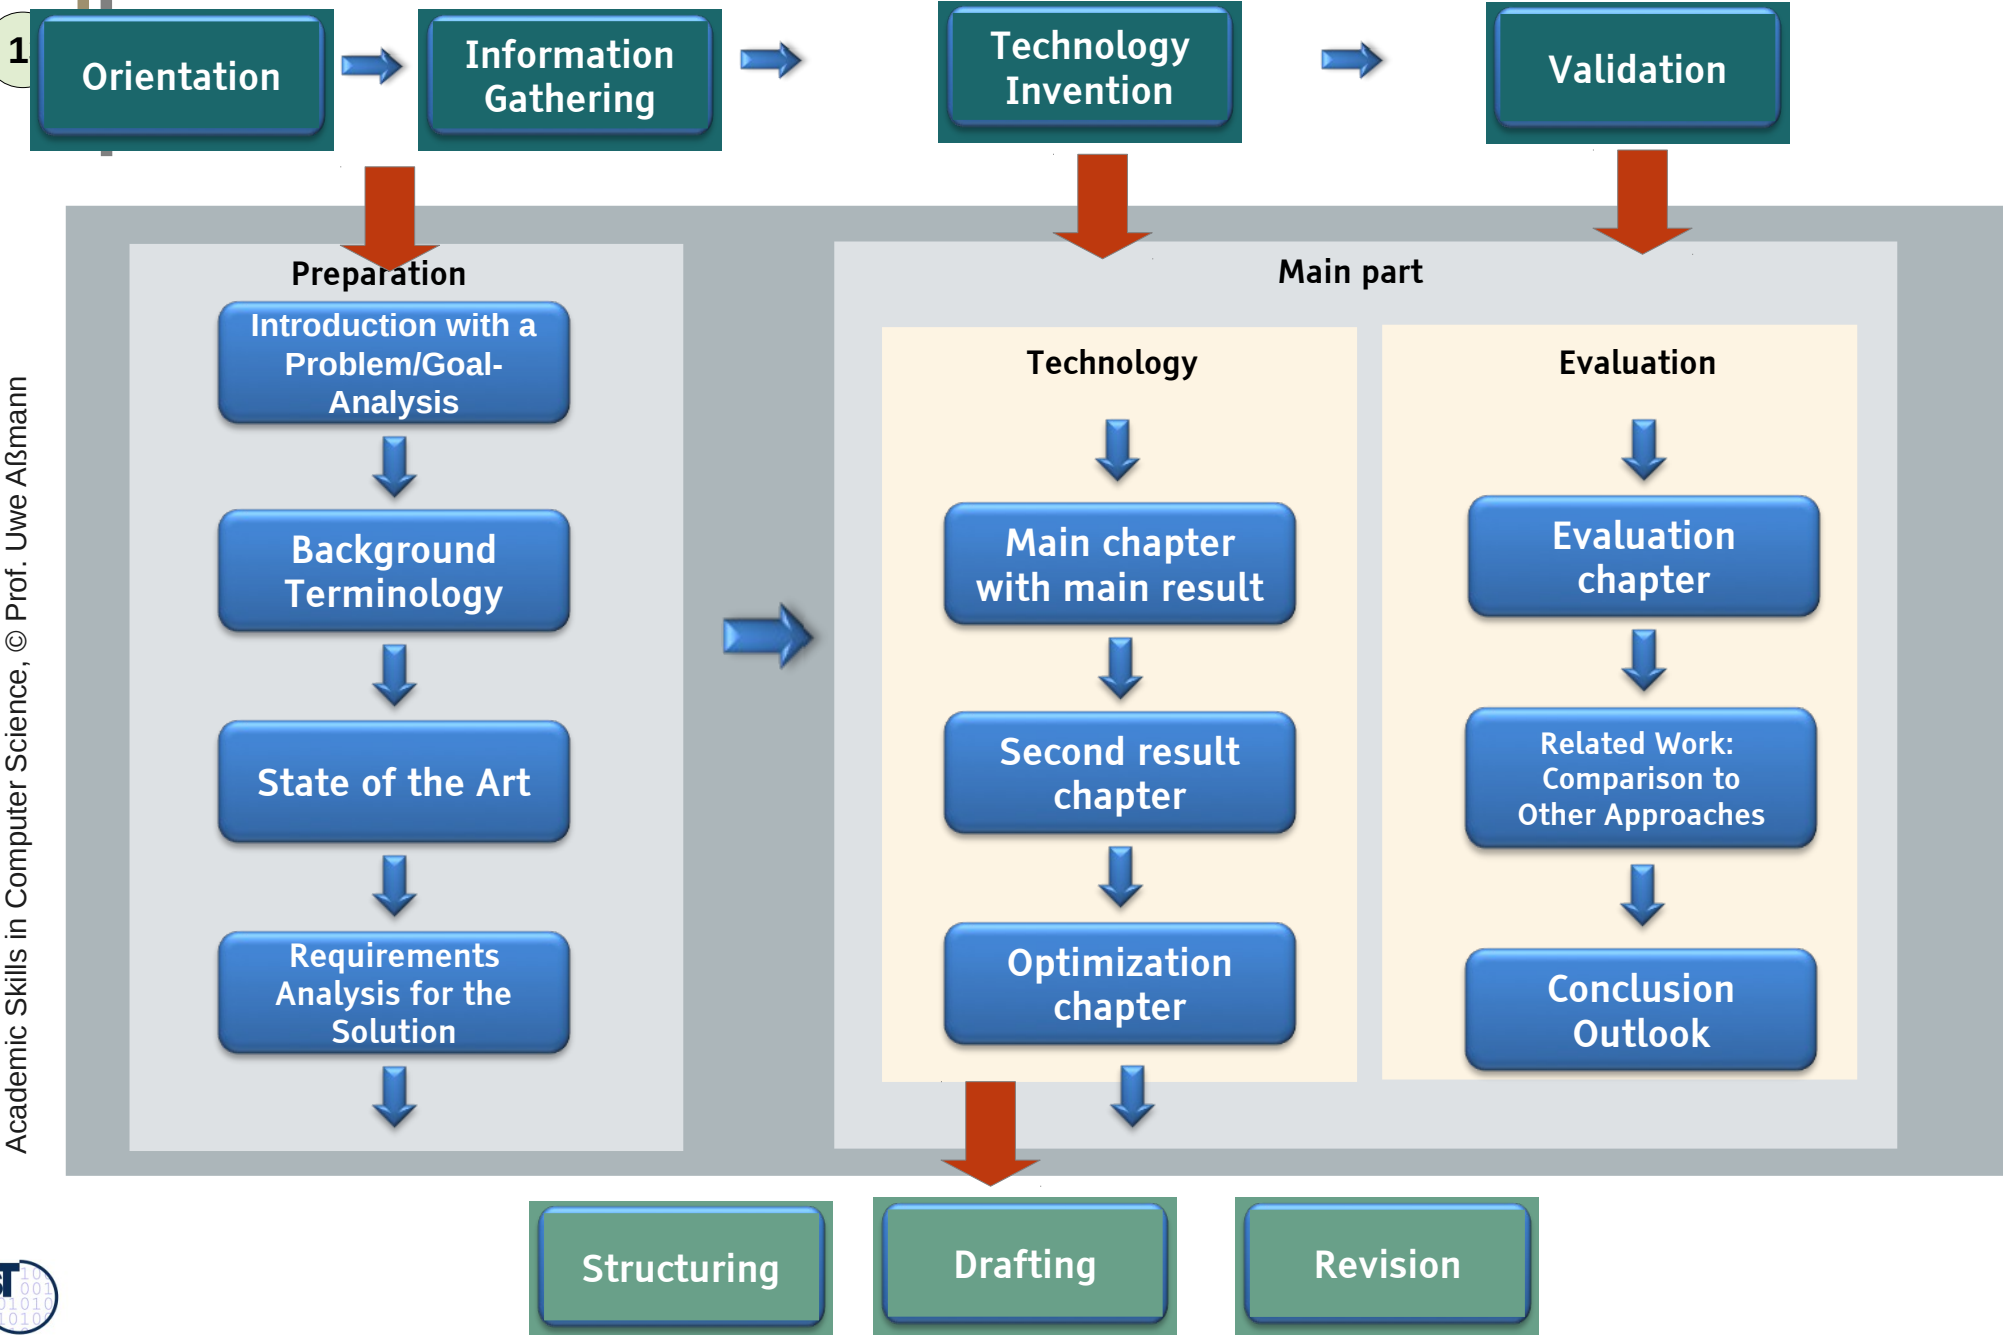 1
Orientation
Information
Gathering
Technology
Invention
Validation
Preparation
Introduction with a
Problem/Goal-
Analysis
Background
Terminology
State of the Art
Requirements
Analysis for the
Solution
Main part
Technology
Main chapter
with main result
Second result
chapter
Optimization
chapter
Evaluation
Evaluation
chapter
Related Work:
Comparison to
Other Approaches
Conclusion
Outlook
Structuring
Drafting
Revision
Academic Skills in Computer Science, © Prof. Uwe Aßmann